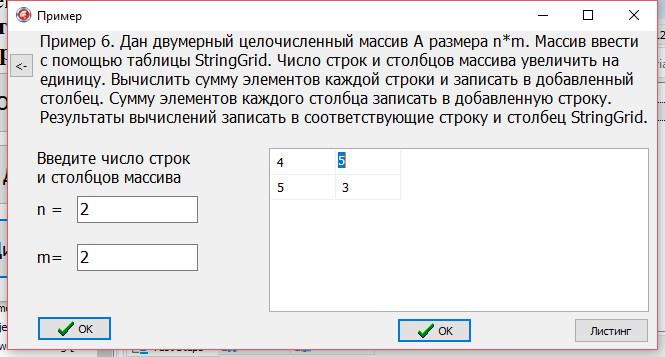 Пример
Пример 6. Дан двумерный целочисленный массив A размера n*m. Массив ввести
с помощью таблицы StringGrid. Число строк и столбцов массива увеличить на
единицу. Вычислить сумму элементов каждой строки и записать в добавленный
столбец. Сумму элементов каждого столбца записать в добавленную строку.
Результаты вычислений записать в соответствующие строку и столбец StringGrid.
<-
Введите число строк
и столбцов массива
n = 2
m= 2
4 5
5 3
OK
OK
Листинг